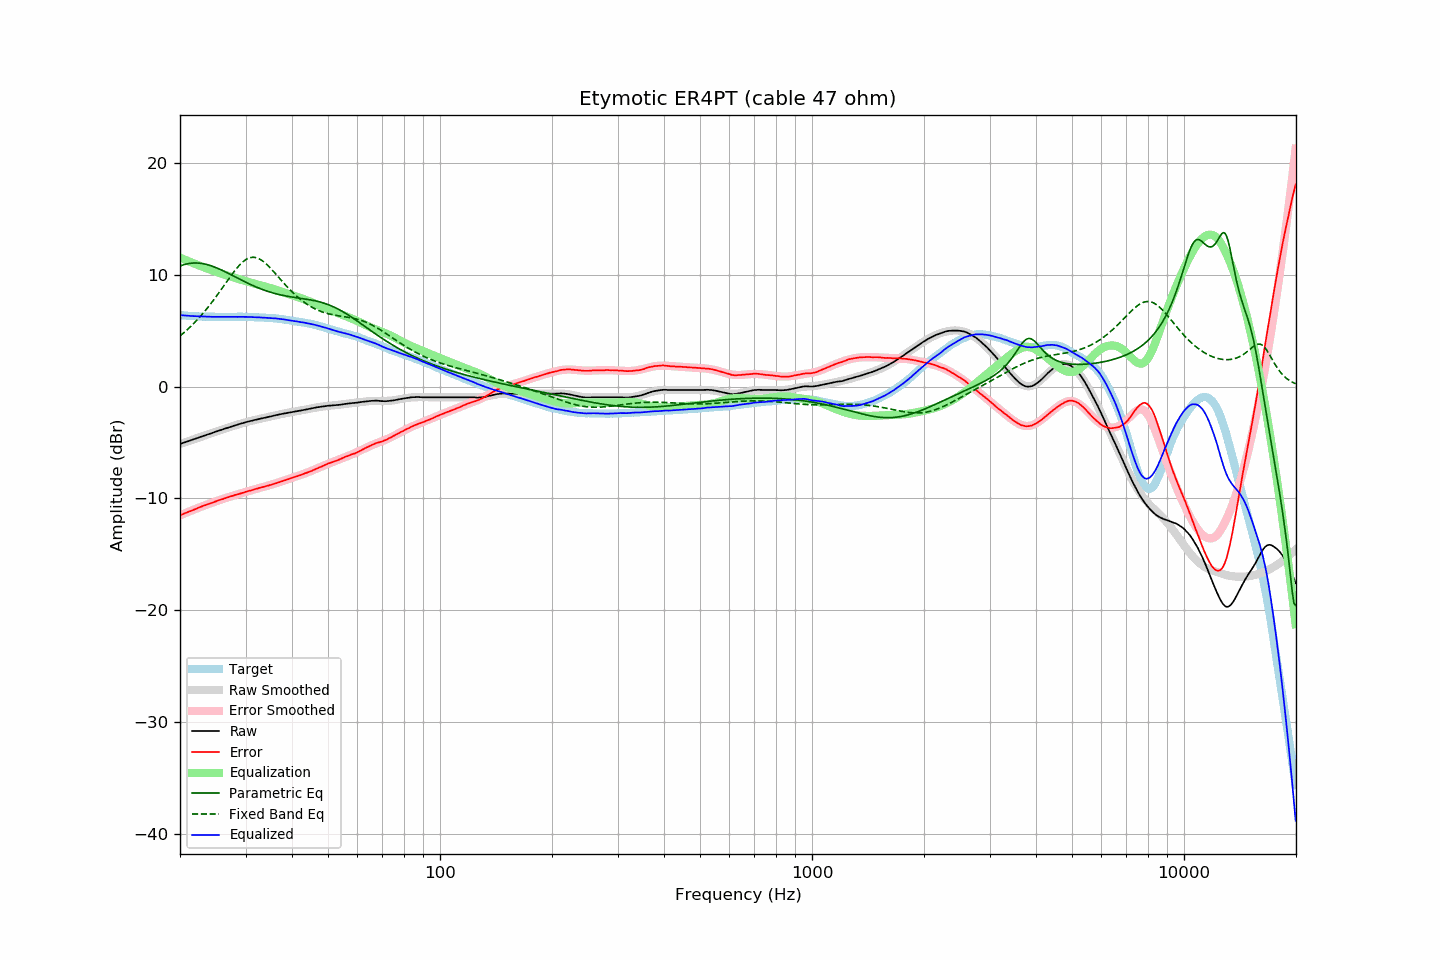 Etymotic ER4PT (cable 47 ohm)
20
10
0
−10
−20
−30
−40
Amplitude (dBr)
Target
Raw Smoothed
Error Smoothed
Raw
Error
Equalization
Parametric Eq
Fixed Band Eq
Equalized
100
1000
10000
Frequency (Hz)